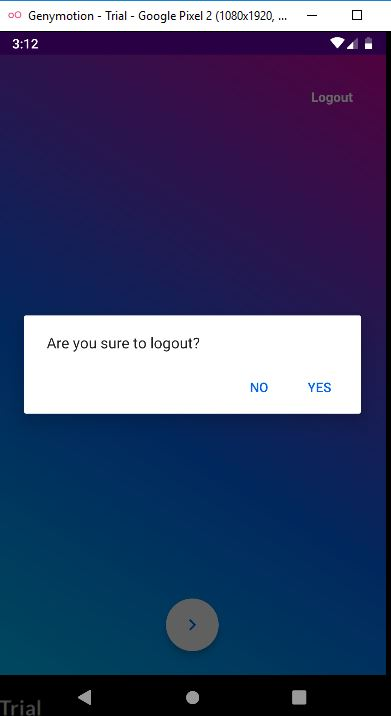 Genymotion - Trial - Google Pixel 2 (1080x1920, ...
3:12
Logout
Are you sure to logout?
NO YES
Trial